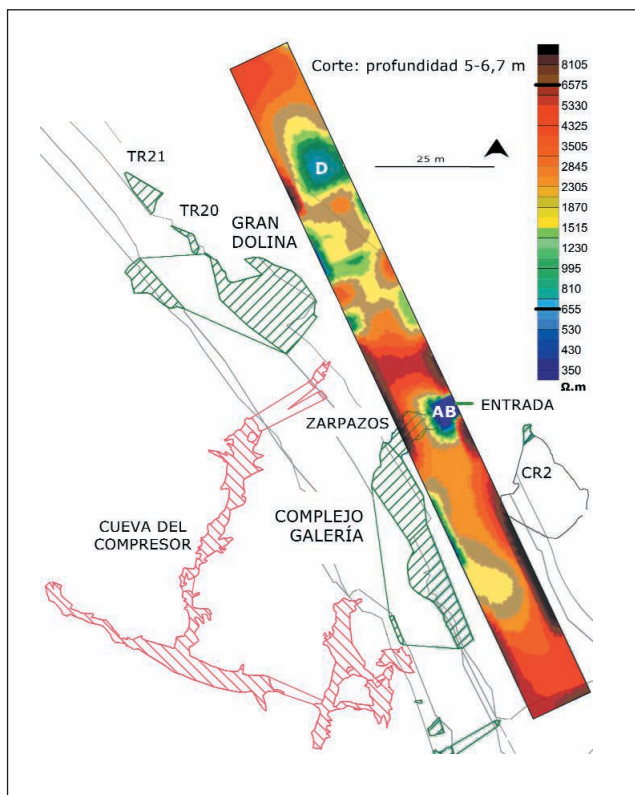 Corte: profundidad 5-6,7 m
8105
6575
5330
4325
3505
2845
2305
1870
1515
1230
995
810
655
530
430
350
Ω.m
25 m
D
TR21
TR20
GRAN
DOLINA
AB
ENTRADA
ZARPAZOS
CR2
COMPLEJO
GALERÍA
CUEVA DEL
COMPRESOR